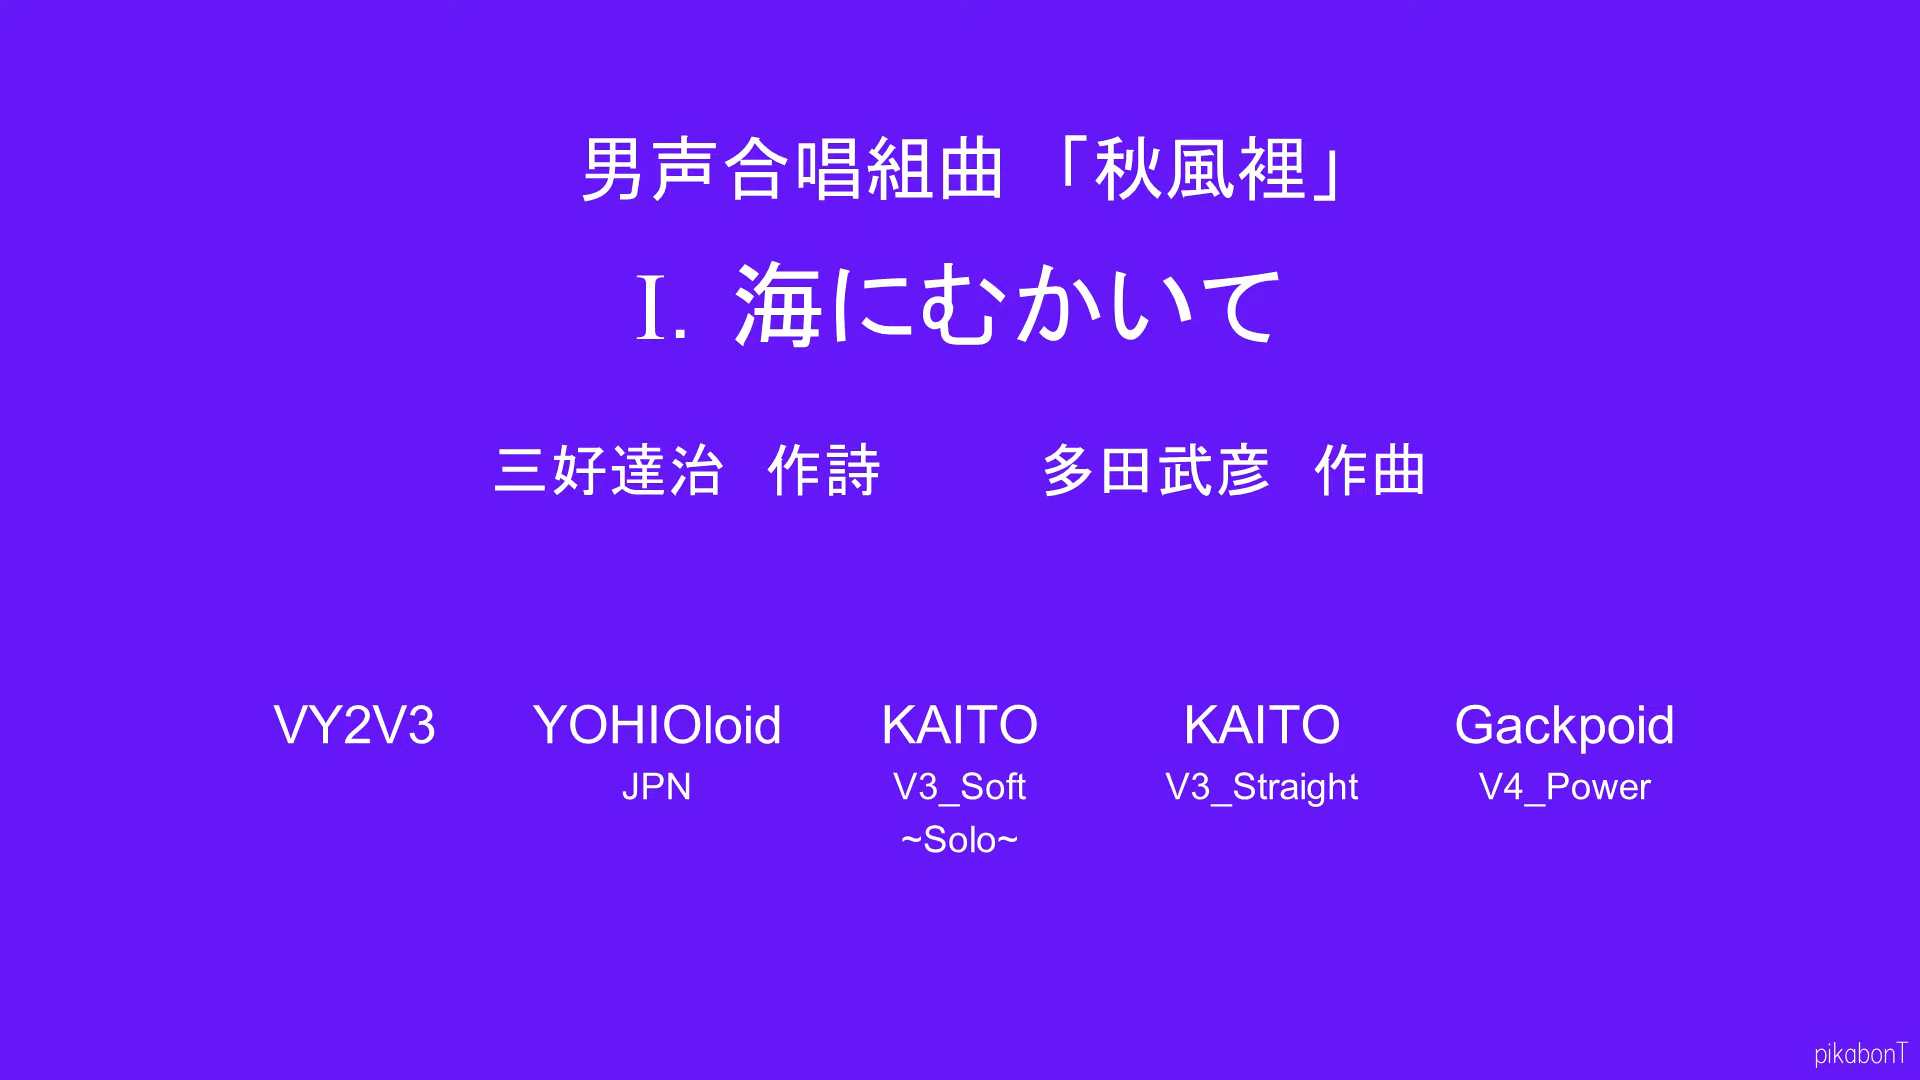 男声合唱組曲 「秋風裡」
I. 海にむかいて
三好達治 作詩 多田武彦 作曲
VY2V3 YOHIOloid KAITO KAITO Gackpoid
JPN V3_Soft V3_Straight V4_Power
~Solo~
pikabonT